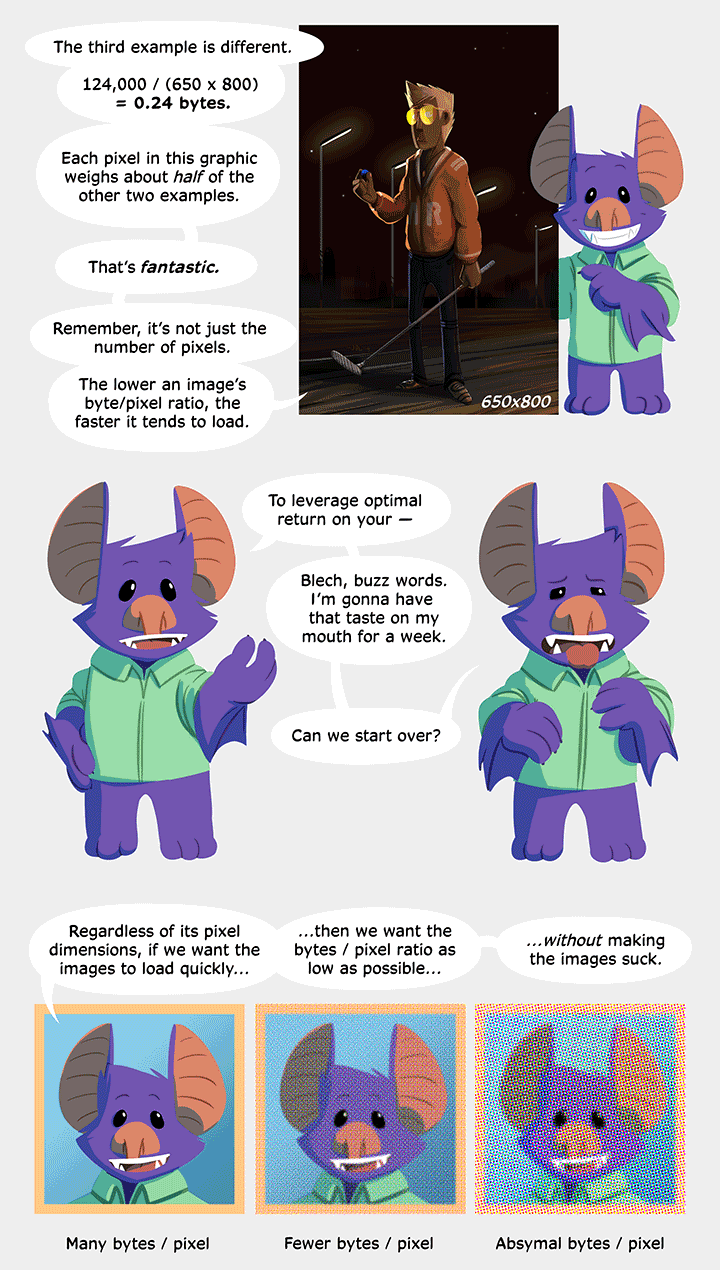 The third example is different.
124,000 / (650 x 800)
= 0.24 bytes.
Each pixel in this graphic
weighs about half of the
other two examples.
That's fantastic.
Remember, it's not just the
number of pixels.
The lower an image's
byte/pixel ratio, the
faster it tends to load.
R
650x800
To leverage optimal
return on your —
Blech, buzz words.
I'm gonna have
that taste on my
mouth for a week.
Can we start over?
Regardless of its pixel
dimensions, if we want the
images to load quickly...
...then we want the
bytes / pixel ratio as
low as possible...
...without making
the images suck.
Many bytes / pixel
Fewer bytes / pixel
Absymal bytes / pixel